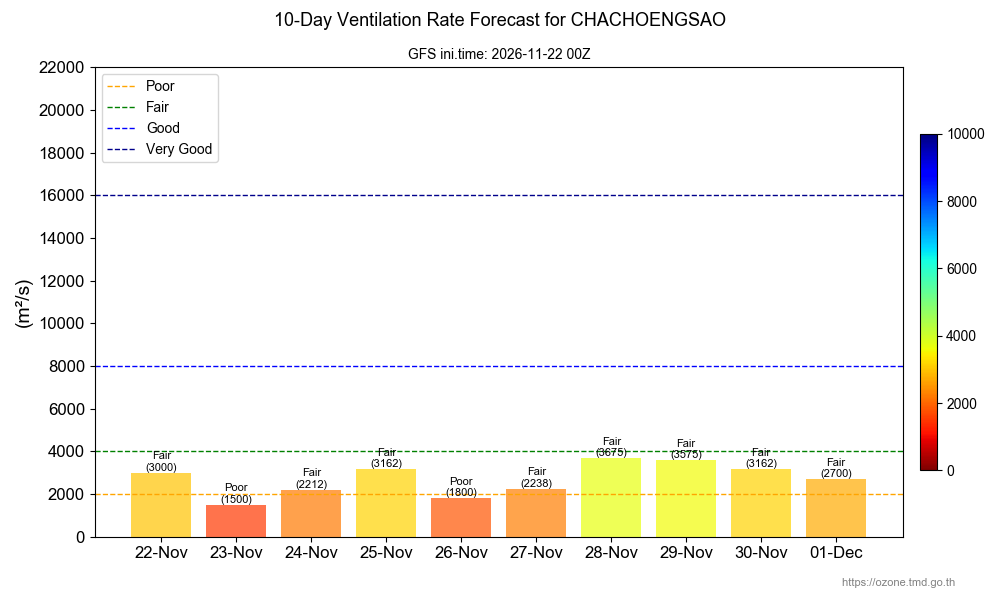 10-Day Ventilation Rate Forecast for CHACHOENGSAO
GFS ini.time: 2026-11-22 00Z
22000
20000
18000
16000
14000
12000
10000
8000
6000
4000
2000
0
(m²/s)
Poor
Fair
Good
Very Good
Fair
(3000)
Poor
(1500)
Fair
(2212)
Fair
(3162)
Poor
(1800)
Fair
(2238)
Fair
(3675)
Fair
(3575)
Fair
(3162)
Fair
(2700)
22-Nov
23-Nov
24-Nov
25-Nov
26-Nov
27-Nov
28-Nov
29-Nov
30-Nov
01-Dec
10000
8000
6000
4000
2000
0
https://ozone.tmd.go.th